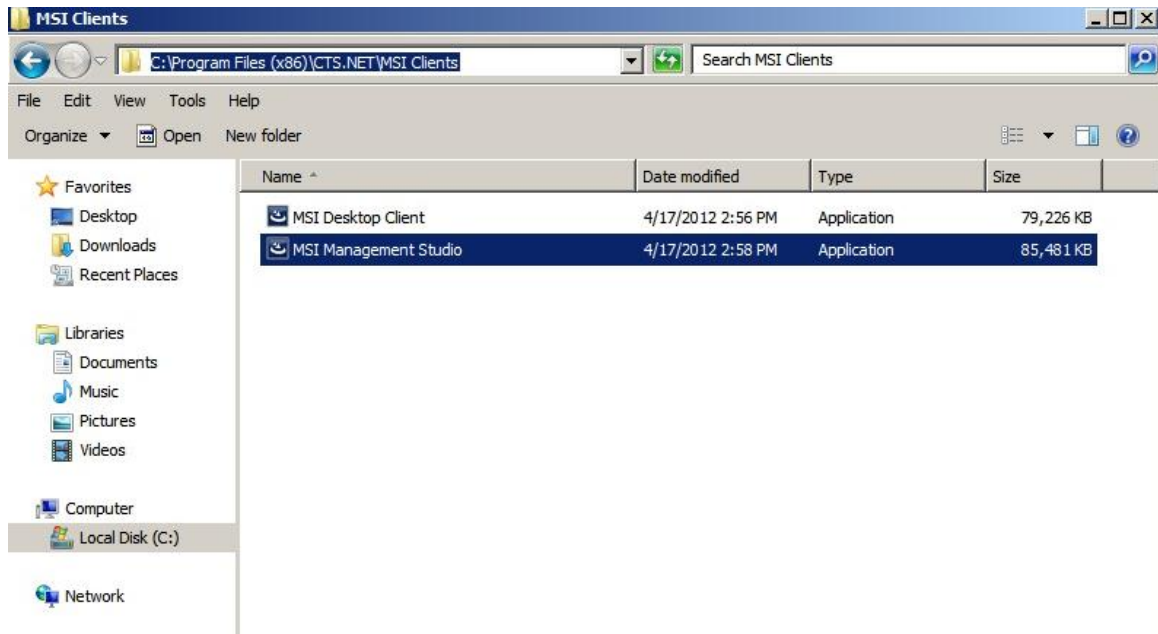 MSI Clients
C:\Program Files (x86)\CTS.NET\MSI Clients
Search MSI Clients
File Edit View Tools Help
Organize Open New folder
Favorites
Desktop
Downloads
Recent Places
Libraries
Documents
Music
Pictures
Videos
Computer
Local Disk (C:)
Network
Name Date modified Type Size
MSI Desktop Client 4/17/2012 2:56 PM Application 79,226 KB
MSI Management Studio 4/17/2012 2:58 PM Application 85,481 KB